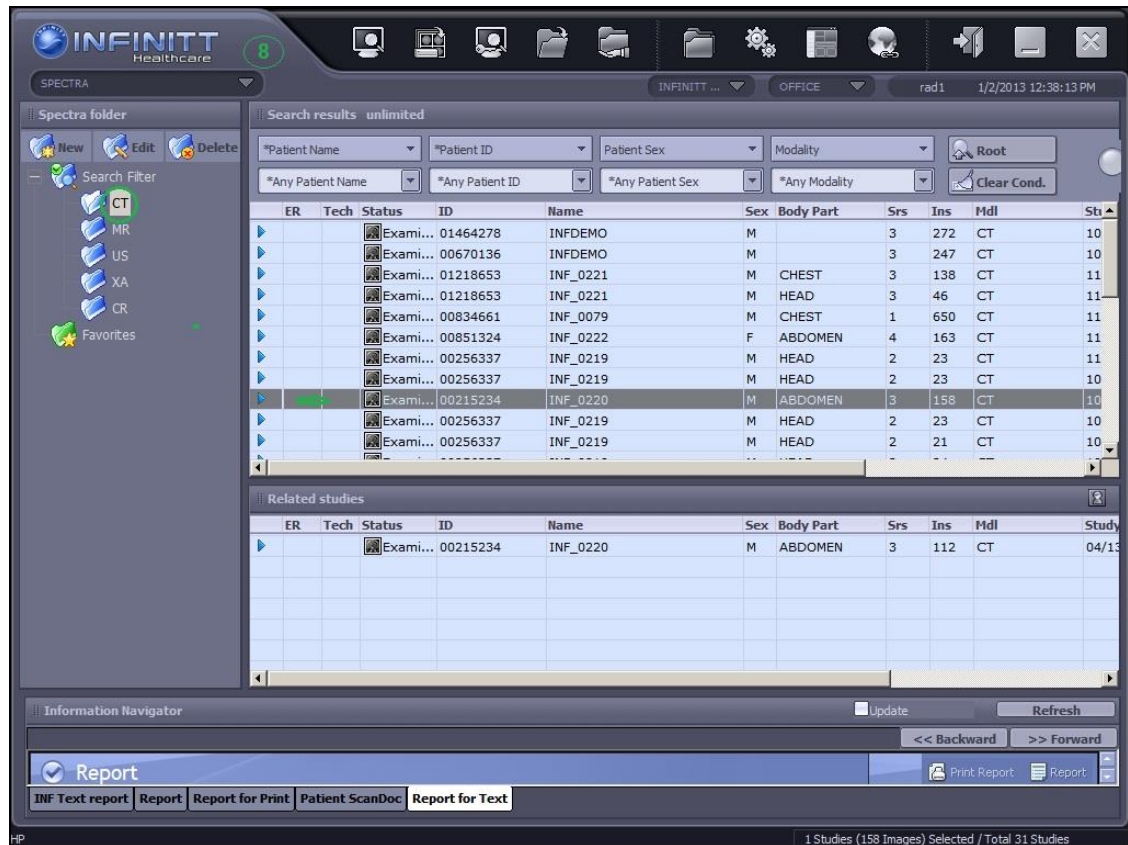 INFINITT
Healthcare
8
SPECTRA
INFINITT ...
OFFICE
rad1
1/2/2013 12:38:13 PM
Spectra folder
Search results unlimited
New Edit Delete
*Patient Name *Patient ID Patient Sex Modality Root
*Any Patient Name *Any Patient ID *Any Patient Sex *Any Modality Clear Cond.
Search Filter
CT
MR
US
XA
CR
Favorites
ER Tech Status ID Name Sex Body Part Srs Ins Mdl
Exami... 01464278 INFDEMO M 3 272 CT 10
Exami... 00670136 INFDEMO M 3 247 CT 10
Exami... 01218653 INF_0221 M CHEST 3 138 CT 11
Exami... 01218653 INF_0221 M HEAD 3 46 CT 11
Exami... 00834661 INF_0079 M CHEST 1 650 CT 11
Exami... 00851324 INF_0222 F ABDOMEN 4 163 CT 11
Exami... 00256337 INF_0219 M HEAD 2 23 CT 11
Exami... 00256337 INF_0219 M HEAD 2 23 CT 10
Exami... 00215234 INF_0220 M ABDOMEN 3 158 CT 10
Exami... 00256337 INF_0219 M HEAD 2 23 CT 10
Exami... 00256337 INF_0219 M HEAD 2 21 CT 10
Related studies
ER Tech Status ID Name Sex Body Part Srs Ins Mdl Study
Exami... 00215234 INF_0220 M ABDOMEN 3 112 CT 04/13
Information Navigator
Update
Refresh
<< Backward >> Forward
Report
Print Report Report
INF Text report Report Report for Print Patient ScanDoc Report for Text
HP
1 Studies (158 Images) Selected / Total 31 Studies